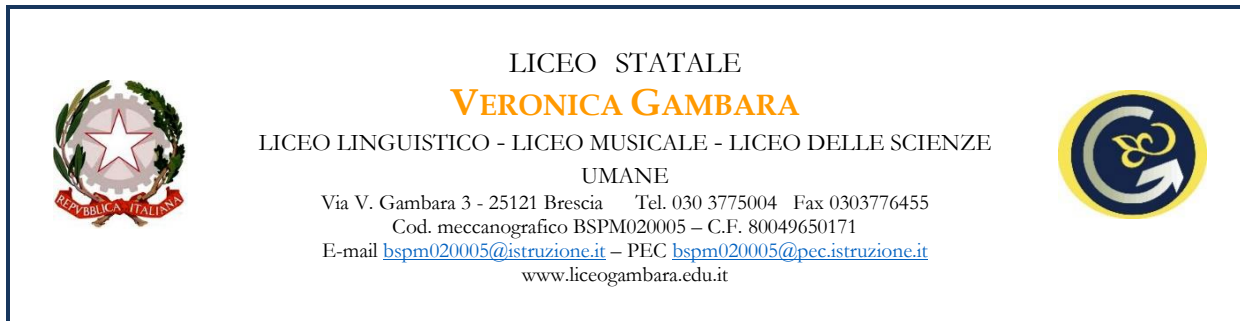 LICEO STATALE
VERONICA GAMBARA
LICEO LINGUISTICO - LICEO MUSICALE - LICEO DELLE SCIENZE
UMANE
Via V. Gambara 3 - 25121 Brescia Tel. 030 3775004 Fax 0303776455
Cod. meccanografico BSPM020005 – C.F. 80049650171
E-mail bspm020005@istruzione.it – PEC bspm020005@pec.istruzione.it
www.liceogambara.edu.it
REPVBBLICA ITALIANA